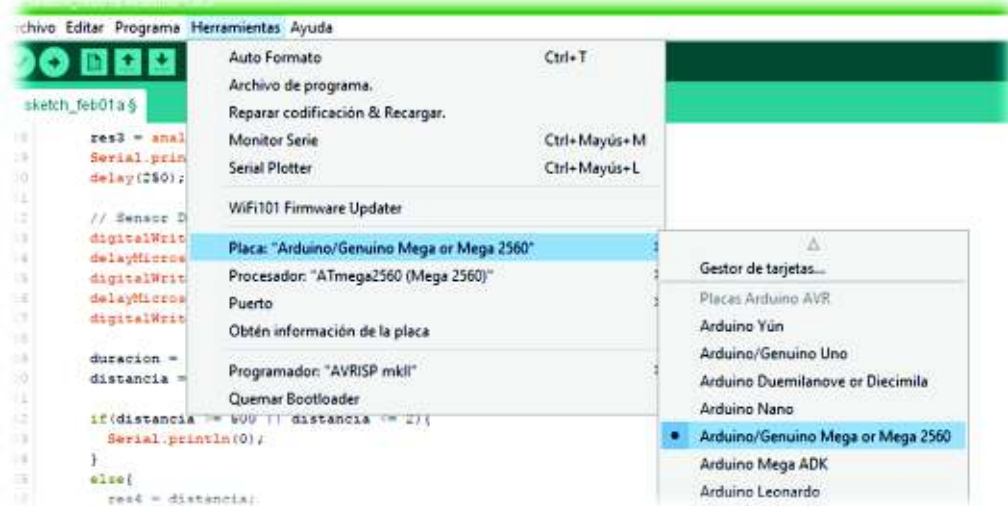 chivo Editar Programa Herramientas Ayuda
sketch_feb01a §
Auto Formato Ctrl+T
Archivo de programa.
Reparar codificación & Recargar.
Monitor Serie Ctrl+Mayús+M
Serial Plotter Ctrl+Mayús+L
WiFi101 Firmware Updater
Placa: "Arduino/Genuino Mega or Mega 2560"
Procesador: "ATmega2560 (Mega 2560)"
Puerto
Obtén información de la placa
Programador: "AVRISP mkII"
Quemar Bootloader
Gestor de tarjetas...
Placas Arduino AVR
Arduino Yún
Arduino/Genuino Uno
Arduino Duemilanove or Diecimila
Arduino Nano
Arduino/Genuino Mega or Mega 2560
Arduino Mega ADK
Arduino Leonardo
res3 = anal
Serial.prin
delay(250);
// Sensor D
digitalWrit
delayMicros
digitalWrit
delayMicros
digitalWrit
duracion =
distancia =
if(distancia >= 500 || distancia <= 2){
Serial.println(0);
}
else{
res4 = distancia;